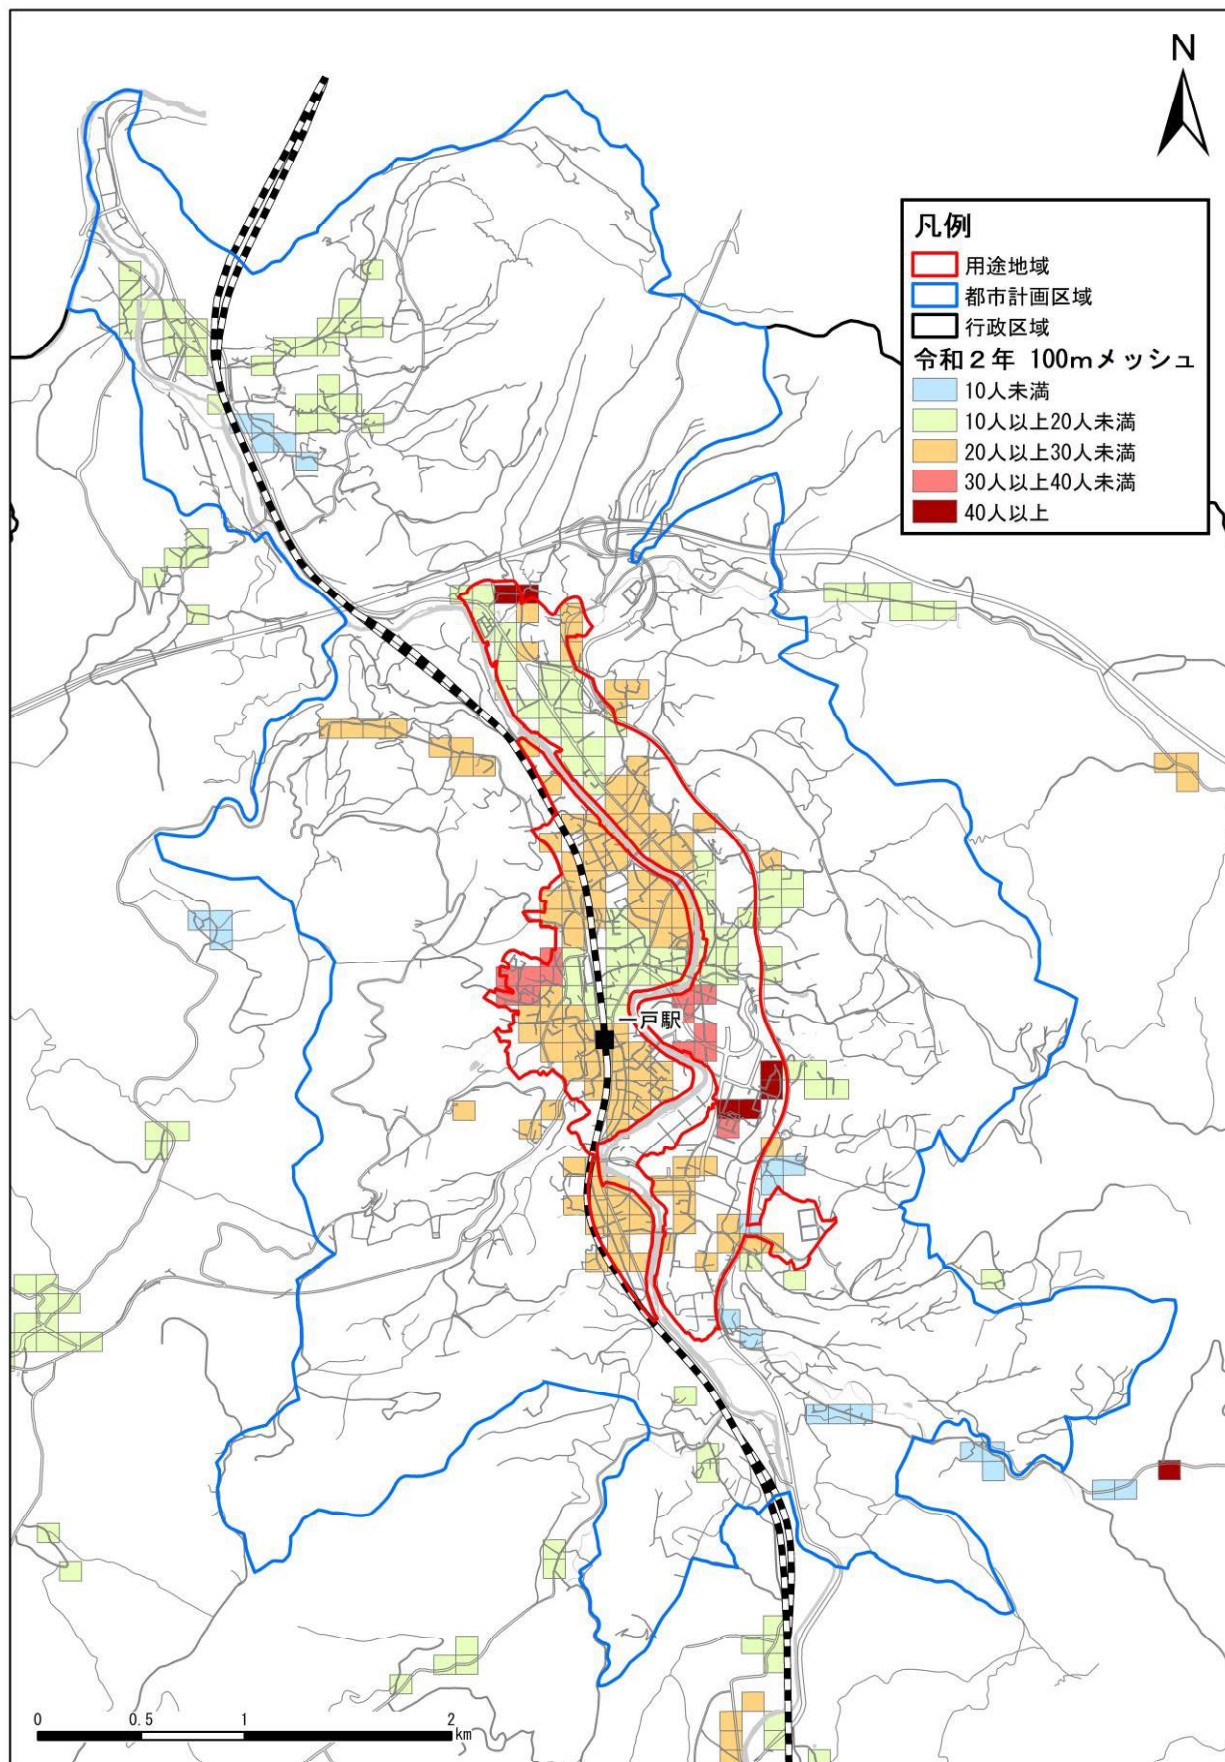 N
凡例
用途地域
都市計画区域
行政区域
令和２年 100mメッシュ
10人未満
10人以上20人未満
20人以上30人未満
30人以上40人未満
40人以上
一戸駅
0 0.5 1 2
km